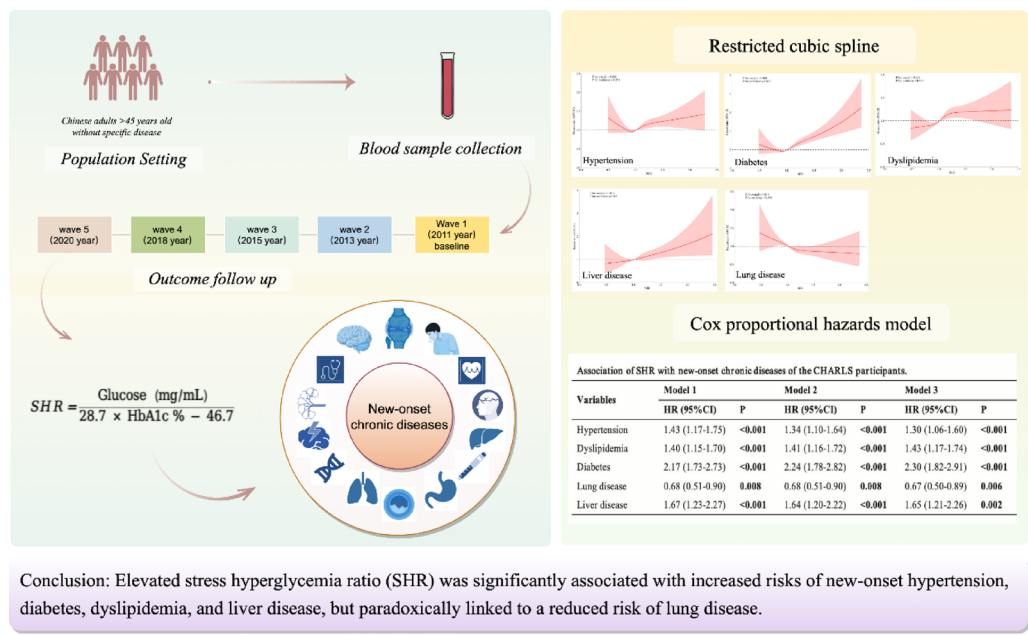 Chinese adults >45 years old
without specific disease
Population Setting
Blood sample collection
wave 5
(2020 year)
wave 4
(2018 year)
wave 3
(2015 year)
wave 2
(2013 year)
Wave 1
(2011 year)
baseline
Outcome follow up
SHR = Glucose (mg/mL)
28.7 × HbA1c % − 46.7
New-onset
chronic diseases
Restricted cubic spline
Hypertension
Diabetes
Dyslipidemia
Liver disease
Lung disease
Cox proportional hazards model
Association of SHR with new-onset chronic diseases of the CHARLS participants.
Variables Model 1 Model 2 Model 3
HR (95%CI) P HR (95%CI) P HR (95%CI) P
Hypertension 1.43 (1.17-1.75) <0.001 1.34 (1.10-1.64) <0.001 1.30 (1.06-1.60) <0.001
Dyslipidemia 1.40 (1.15-1.70) <0.001 1.41 (1.16-1.72) <0.001 1.43 (1.17-1.74) <0.001
Diabetes 2.17 (1.73-2.73) <0.001 2.24 (1.78-2.82) <0.001 2.30 (1.82-2.91) <0.001
Lung disease 0.68 (0.51-0.90) 0.008 0.68 (0.51-0.90) 0.008 0.67 (0.50-0.89) 0.006
Liver disease 1.67 (1.23-2.27) <0.001 1.64 (1.20-2.22) <0.001 1.65 (1.21-2.26) 0.002
Conclusion: Elevated stress hyperglycemia ratio (SHR) was significantly associated with increased risks of new-onset hypertension,
diabetes, dyslipidemia, and liver disease, but paradoxically linked to a reduced risk of lung disease.